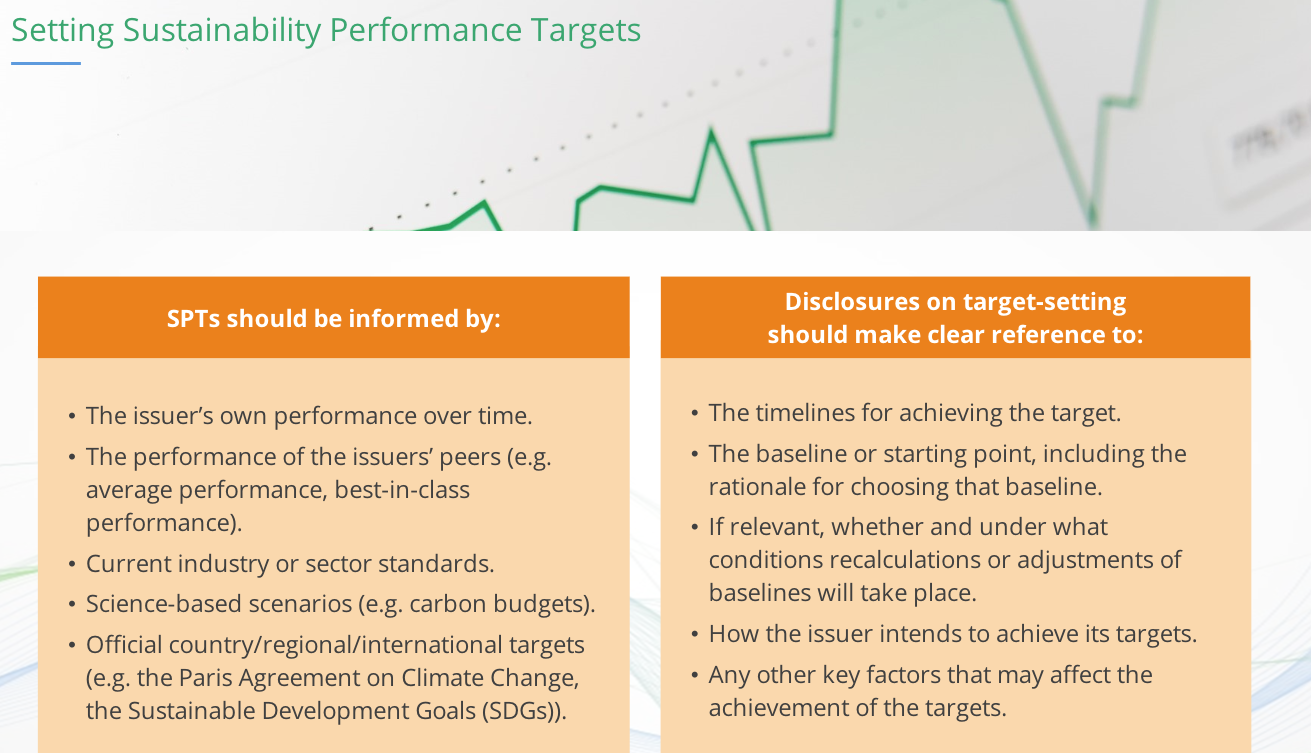 Setting Sustainability Performance Targets
SPTs should be informed by:
• The issuer’s own performance over time.
• The performance of the issuers’ peers (e.g.
average performance, best-in-class
performance).
• Current industry or sector standards.
• Science-based scenarios (e.g. carbon budgets).
• Official country/regional/international targets
(e.g. the Paris Agreement on Climate Change,
the Sustainable Development Goals (SDGs)).
Disclosures on target-setting
should make clear reference to:
• The timelines for achieving the target.
• The baseline or starting point, including the
rationale for choosing that baseline.
• If relevant, whether and under what
conditions recalculations or adjustments of
baselines will take place.
• How the issuer intends to achieve its targets.
• Any other key factors that may affect the
achievement of the targets.